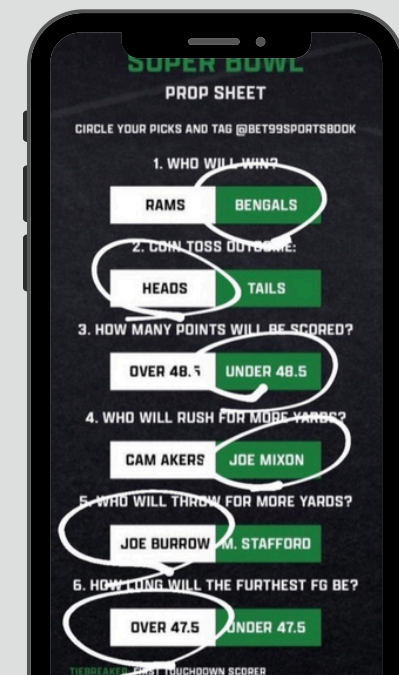 SUPER BOWL
PROP SHEET
CIRCLE YOUR PICKS AND TAG @BET99SPORTSBOOK
1. WHO WILL WIN?
RAMS BENGALS
2. COIN TOSS OUTCOME:
HEADS TAILS
3. HOW MANY POINTS WILL BE SCORED?
OVER 48.5 UNDER 48.5
4. WHO WILL RUSH FOR MORE YARDS?
CAM AKERS JOE MIXON
5. WHO WILL THROW FOR MORE YARDS?
JOE BURROW M. STAFFORD
6. HOW LONG WILL THE FURTHEST FG BE?
OVER 47.5 UNDER 47.5
TIEBREAKER: FIRST TOUCHDOWN SCORER